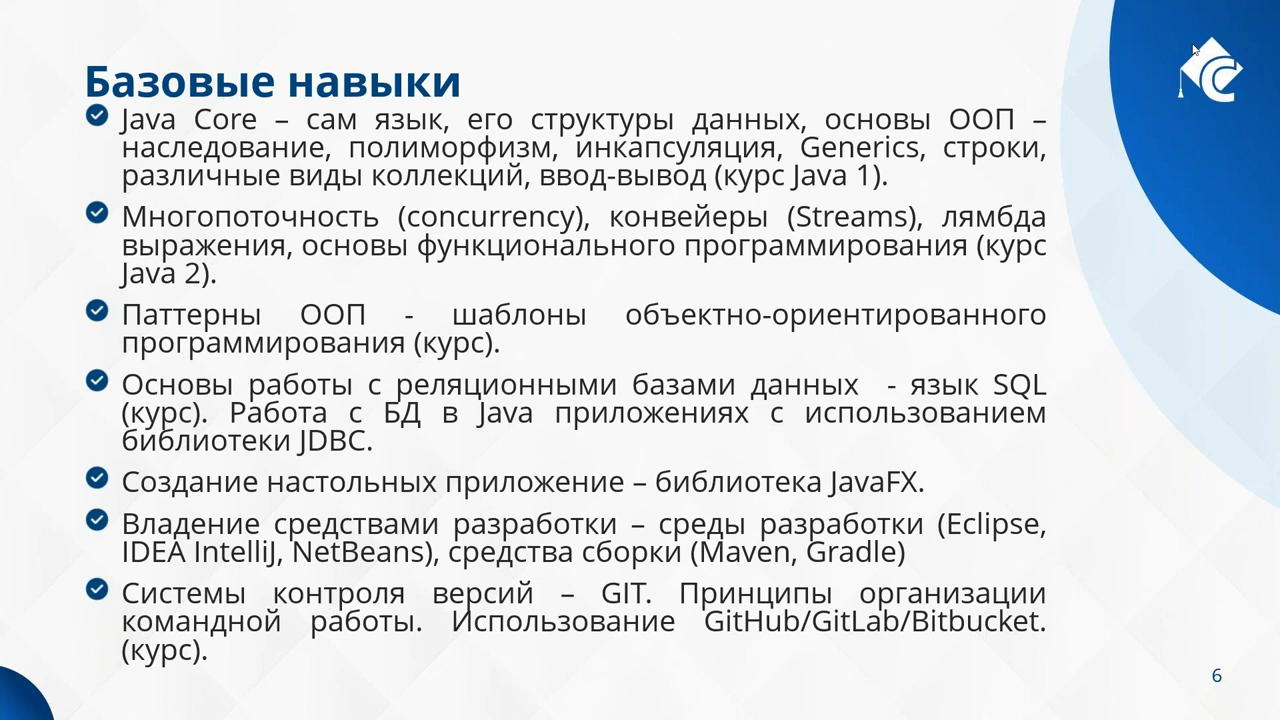 Базовые навыки
Java Core – сам язык, его структуры данных, основы ООП –
наследование, полиморфизм, инкапсуляция, Generics, строки,
различные виды коллекций, ввод-вывод (курс Java 1).
Многопоточность (concurrency), конвейеры (Streams), лямбда
выражения, основы функционального программирования (курс
Java 2).
Паттерны ООП - шаблоны объектно-ориентированного
программирования (курс).
Основы работы с реляционными базами данных - язык SQL
(курс). Работа с БД в Java приложениях с использованием
библиотеки JDBC.
Создание настольных приложение – библиотека JavaFX.
Владение средствами разработки – среды разработки (Eclipse,
IDEA IntelliJ, NetBeans), средства сборки (Maven, Gradle)
Системы контроля версий – GIT. Принципы организации
командной работы. Использование GitHub/GitLab/Bitbucket.
(курс).
6